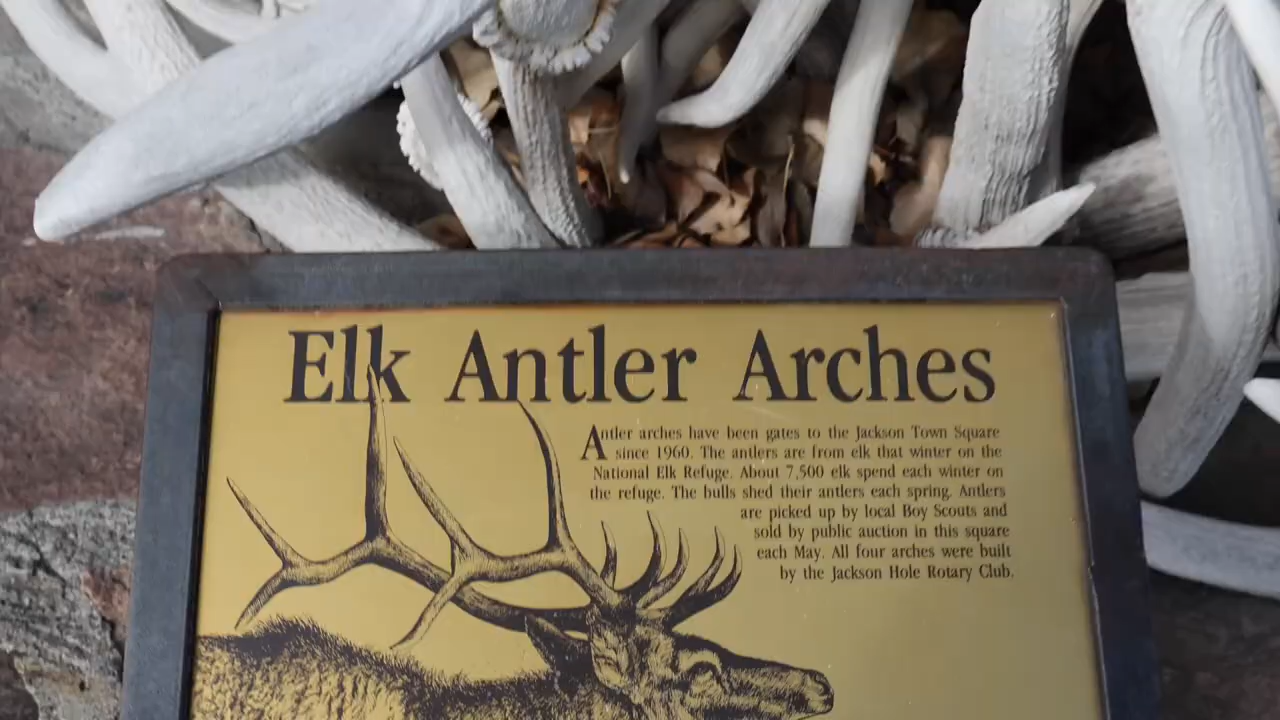 Elk Antler Arches
Antler arches have been gates to the Jackson Town Square
since 1960. The antlers are from elk that winter on the
National Elk Refuge. About 7,500 elk spend each winter on
the refuge. The bulls shed their antlers each spring. Antlers
are picked up by local Boy Scouts and
sold by public auction in this square
each May. All four arches were built
by the Jackson Hole Rotary Club.